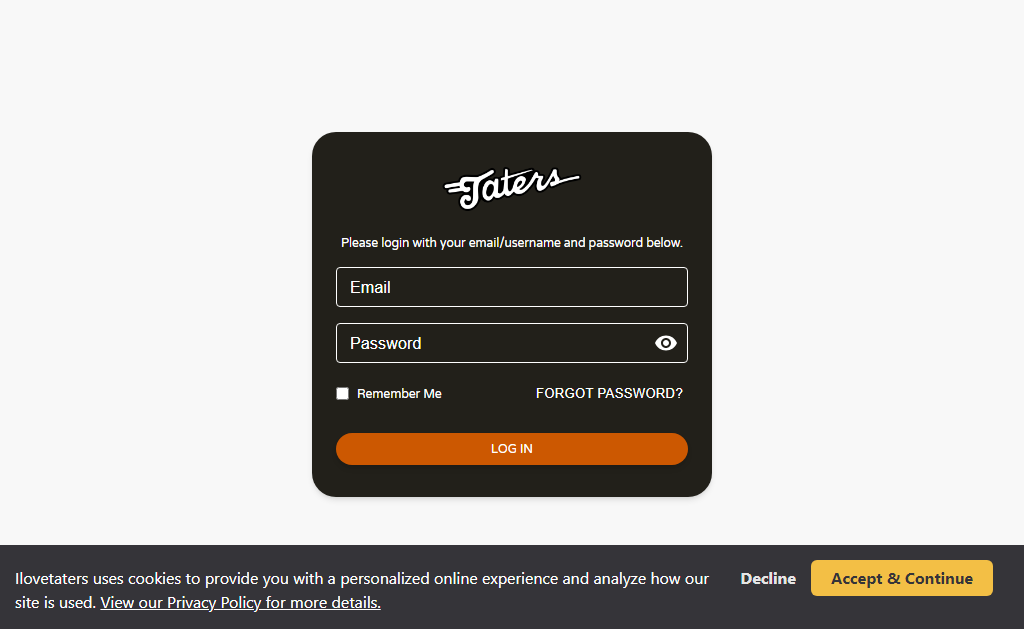 Taters
Please login with your email/username and password below.
Email
Password
Remember Me
FORGOT PASSWORD?
LOG IN
Ilovetaters uses cookies to provide you with a personalized online experience and analyze how our
site is used. View our Privacy Policy for more details.
Decline
Accept & Continue